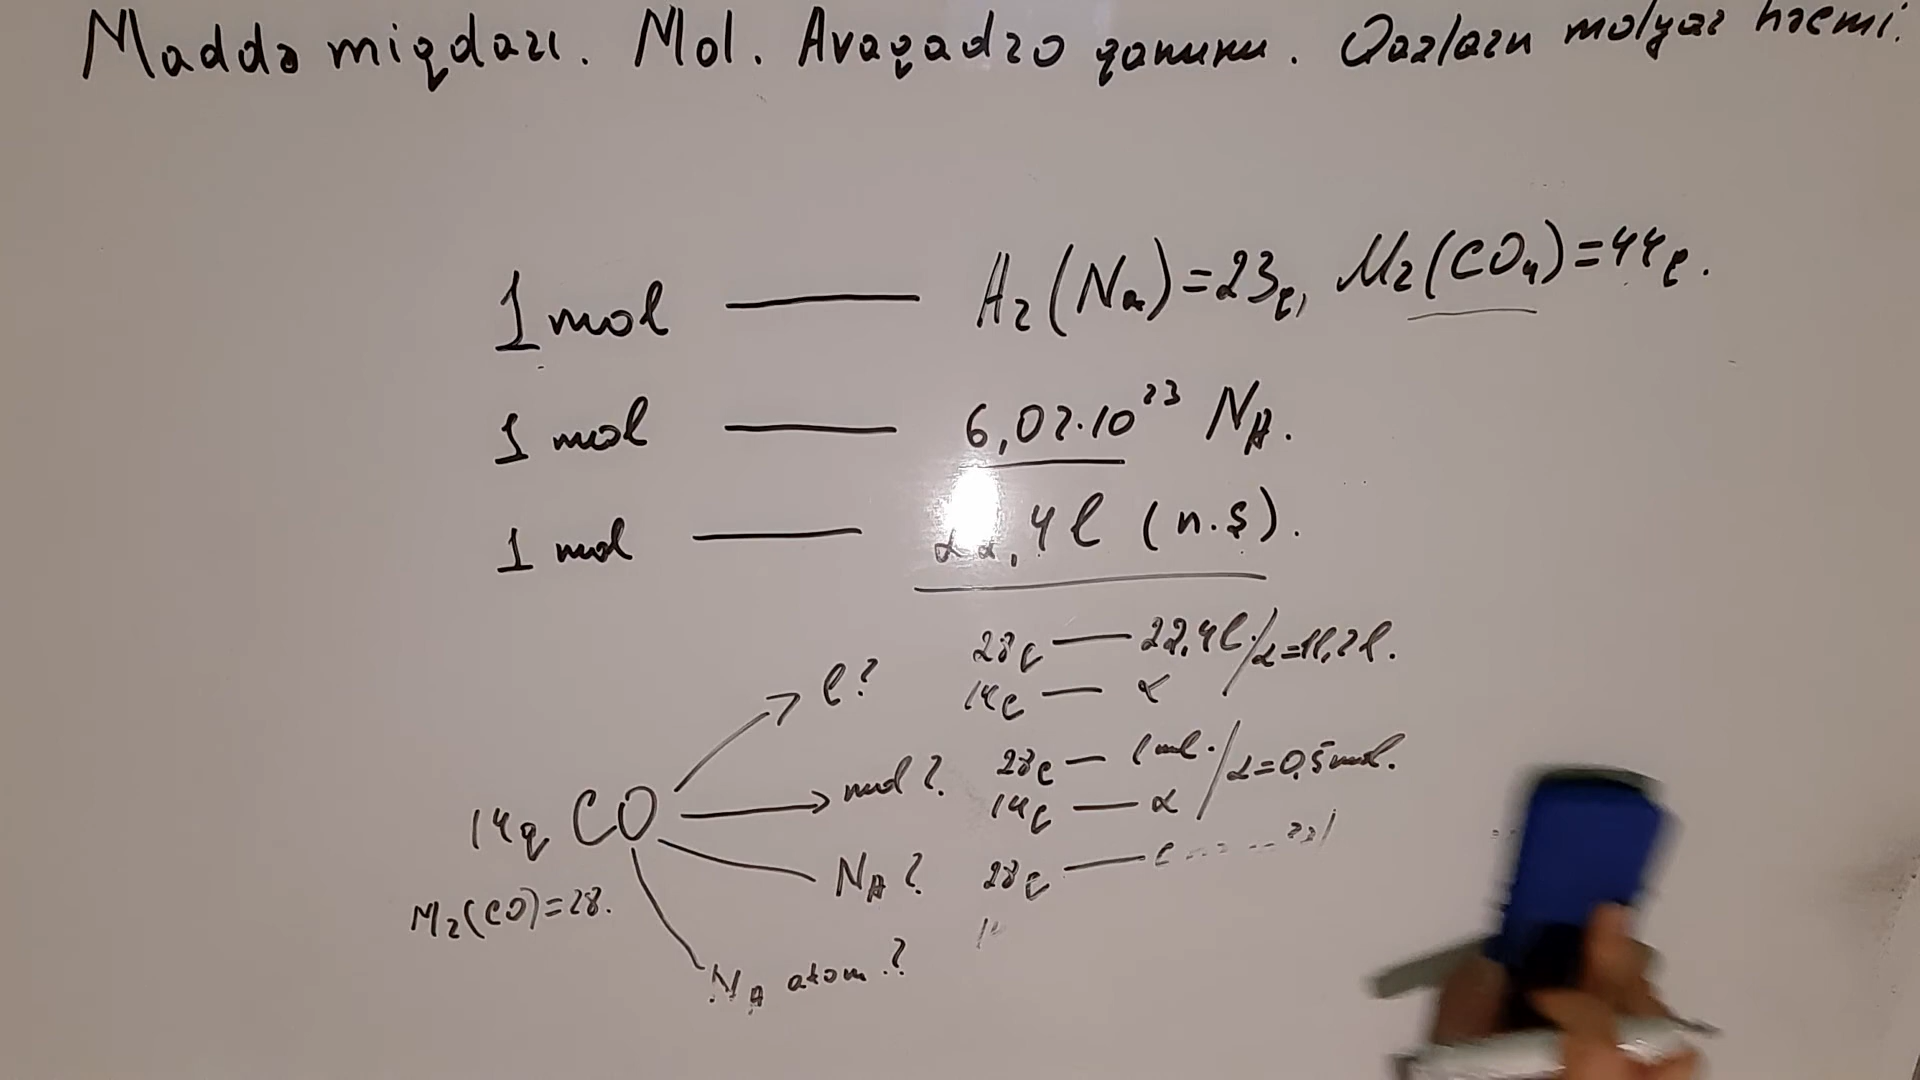 Maddə miqdarı. Mol. Avaqadro qanunu. Qazların molyar həcmi.
1 mol — Ar(Na)=23q, Mr(CO4)=44q.
1 mol — 6,02·10²³ NA.
1 mol — 22,4 l (n.ş).
28q — 22,4l. / x=11,2l.
14q — x
l?
28q — 1mol. / x=0,5mol.
14q — x
mol?
14q CO
NA?
28q —
Mr(CO)=28.
NA atom?